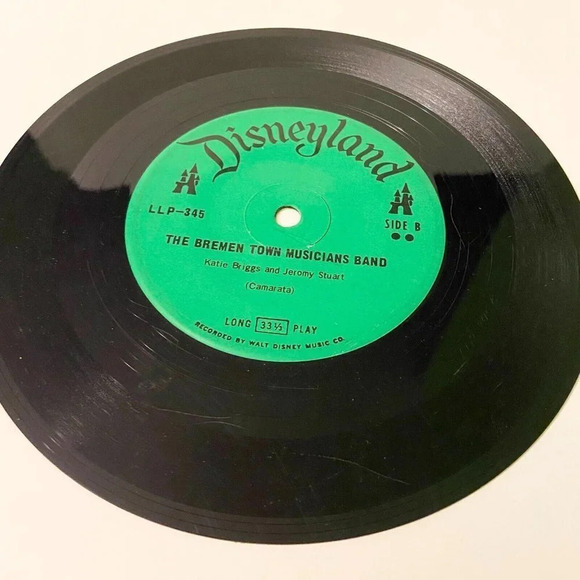 Disneyland
LLP-345
SIDE B
THE BREMEN TOWN MUSICIANS BAND
Katie Briggs and Jeromy Stuart
(Camarata)
LONG 33⅓ PLAY
RECORDED BY WALT DISNEY MUSIC CO.